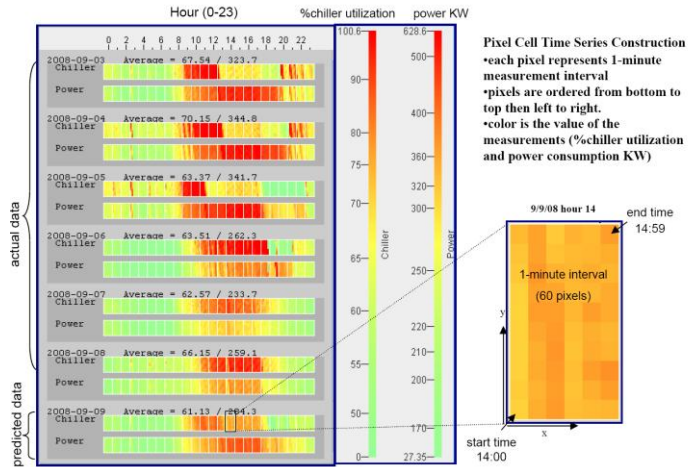 Hour (0-23)
%chiller utilization
power KW
0 2 4 6 8 10 12 14 16 18 20 22
2008-09-03 Average = 67.54 / 323.7
Chiller
Power
2008-09-04 Average = 70.15 / 344.8
Chiller
Power
2008-09-05 Average = 63.37 / 341.7
Chiller
Power
2008-09-06 Average = 63.51 / 262.3
Chiller
Power
2008-09-07 Average = 62.57 / 233.7
Chiller
Power
2008-09-08 Average = 66.15 / 259.1
Chiller
Power
2008-09-09 Average = 61.13 / 284.3
Chiller
Power
actual data
predicted data
100.6
90
80
75
70
65
60
55
50
0
Chiller
628.6
500
400
360
320
300
250
220
200
170
27.35
Power
Pixel Cell Time Series Construction
•each pixel represents 1-minute
measurement interval
•pixels are ordered from bottom to
top then left to right.
•color is the value of the
measurements (%chiller utilization
and power consumption KW)
9/9/08 hour 14
end time
14:59
1-minute interval
(60 pixels)
y
x
start time
14:00